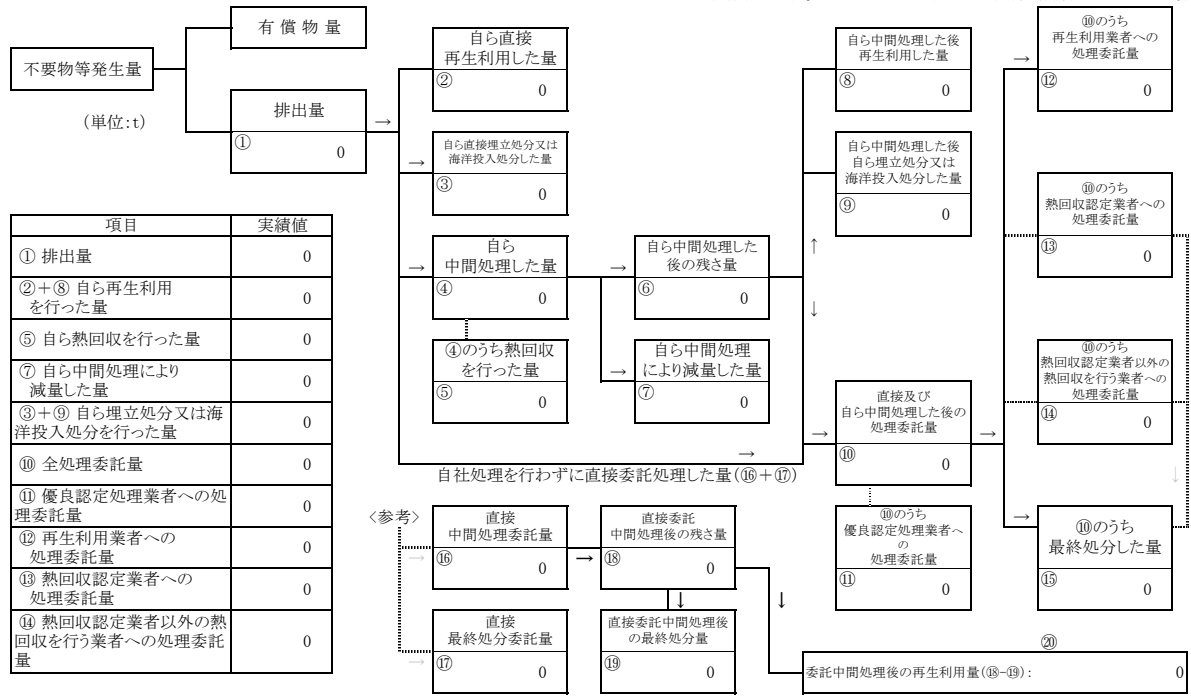 有償物量
不要物等発生量
(単位:t)
排出量
①
0
→
自ら直接
再生利用した量
②
0
→
自ら直接埋立処分又は
海洋投入処分した量
③
0
→
自ら
中間処理した量
④
0
④のうち熱回収
を行った量
⑤
0
→
自ら中間処理した
後の残さ量
⑥
0
→
自ら中間処理
により減量した量
⑦
0
自ら中間処理した後
再生利用した量
⑧
0
自ら中間処理した後
自ら埋立処分又は
海洋投入処分した量
⑨
0
↑
↓
→
自社処理を行わずに直接委託処理した量(⑯+⑰)
→
直接及び
自ら中間処理した後の
処理委託量
⑩
0
→
⑩のうち
優良認定処理業者へ
の
処理委託量
⑪
0
→
⑩のうち
再生利用業者への
処理委託量
⑫
0
⑩のうち
熱回収認定業者への
処理委託量
⑬
0
⑩のうち
熱回収認定業者以外の
熱回収を行う業者への
処理委託量
⑭
0
↓
→
⑩のうち
最終処分した量
⑮
0
項目 実績値
① 排出量 0
②+⑧ 自ら再生利用
を行った量 0
⑤ 自ら熱回収を行った量 0
⑦ 自ら中間処理により
減量した量 0
③+⑨ 自ら埋立処分又は海
洋投入処分を行った量 0
⑩ 全処理委託量 0
⑪ 優良認定処理業者への処
理委託量 0
⑫ 再生利用業者への
処理委託量 0
⑬ 熱回収認定業者への
処理委託量 0
⑭ 熱回収認定業者以外の熱
回収を行う業者への処理委託
量 0
<参考>
→
直接
中間処理委託量
⑯
0
→
直接委託
中間処理後の残さ量
⑱
0
→
直接
最終処分委託量
⑰
0
↓
直接委託中間処理後
の最終処分量
⑲
0
↓
⑳
委託中間処理後の再生利用量(⑱-⑲): 0